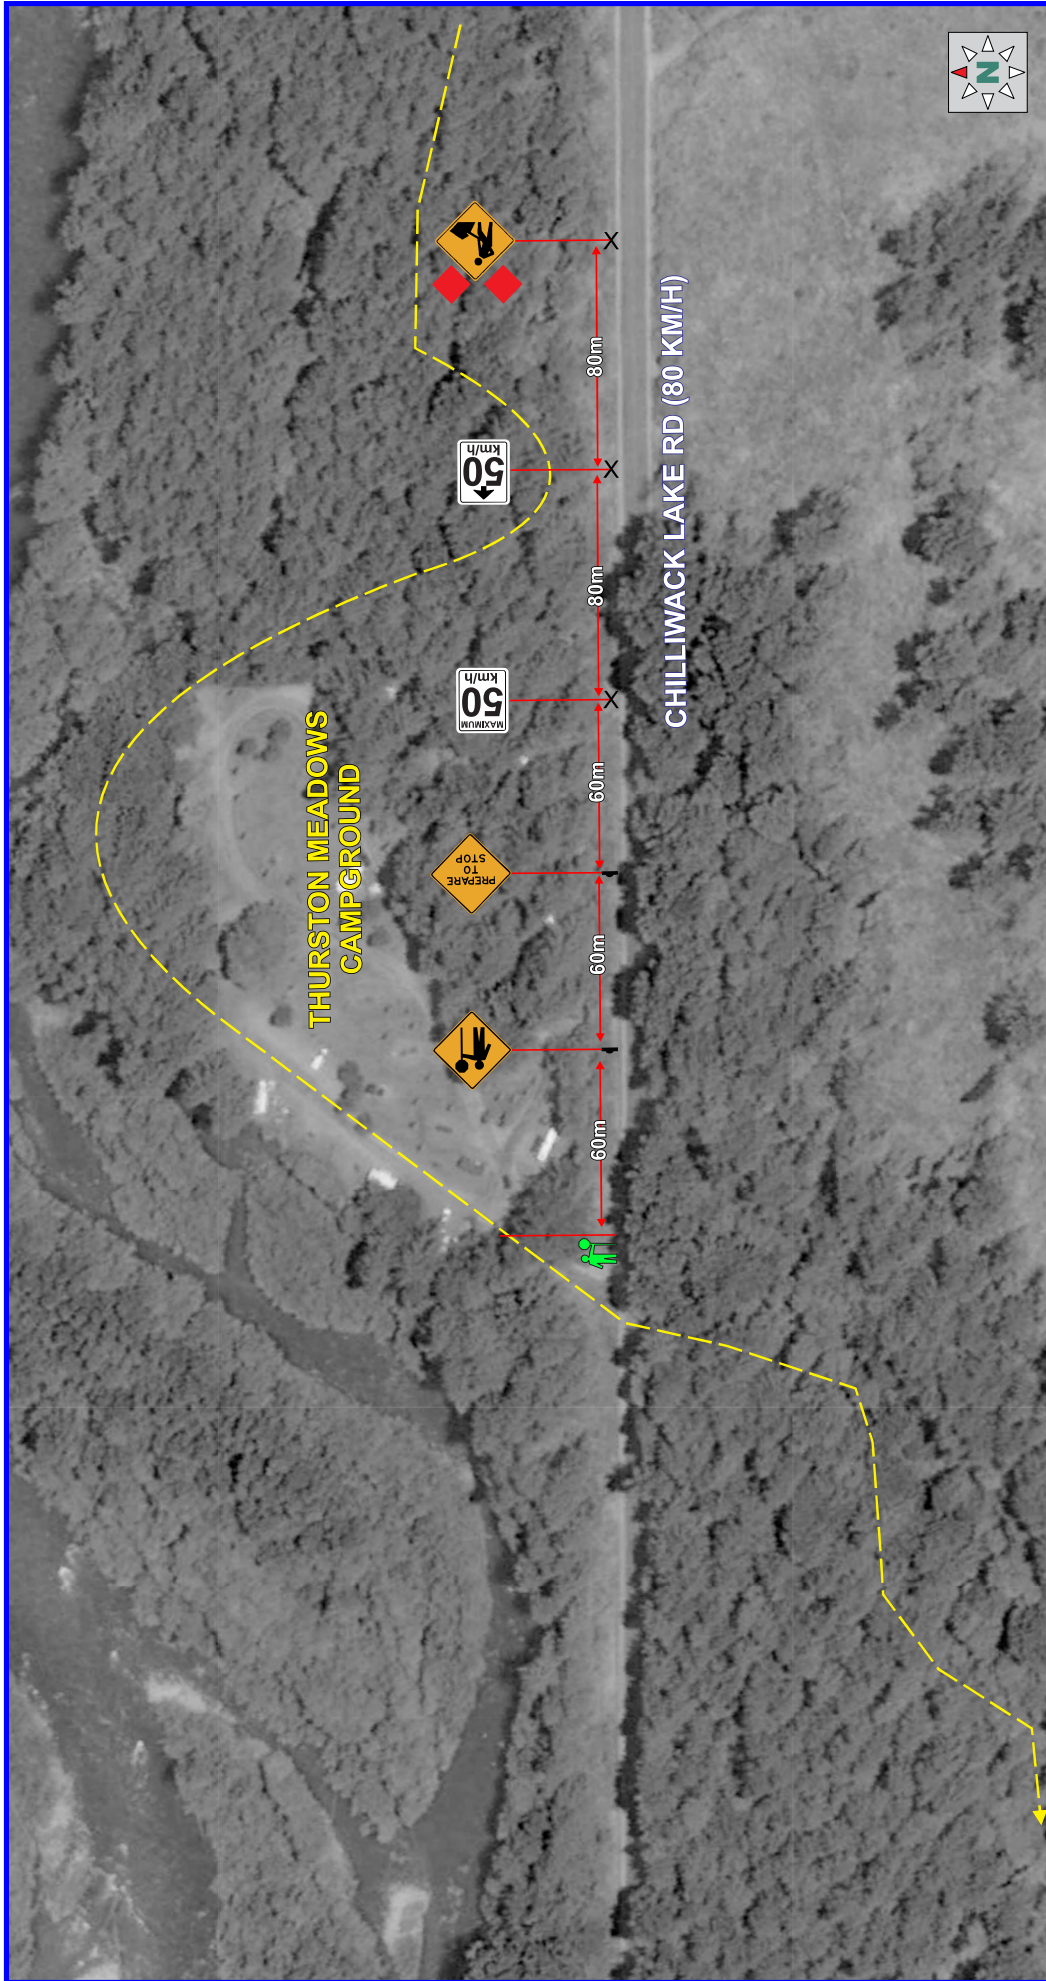 N
80m
CHILLIWACK LAKE RD (80 KM/H)
50
km/h
80m
MAXIMUM
50
km/h
THURSTON MEADOWS
CAMPGROUND
60m
PREPARE
TO
STOP
60m
60m